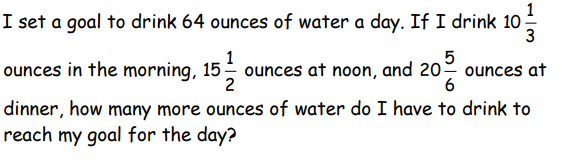 I set a goal to drink 64 ounces of water a day. If I drink 10 1/3
ounces in the morning, 15 1/2 ounces at noon, and 20 5/6 ounces at
dinner, how many more ounces of water do I have to drink to
reach my goal for the day?